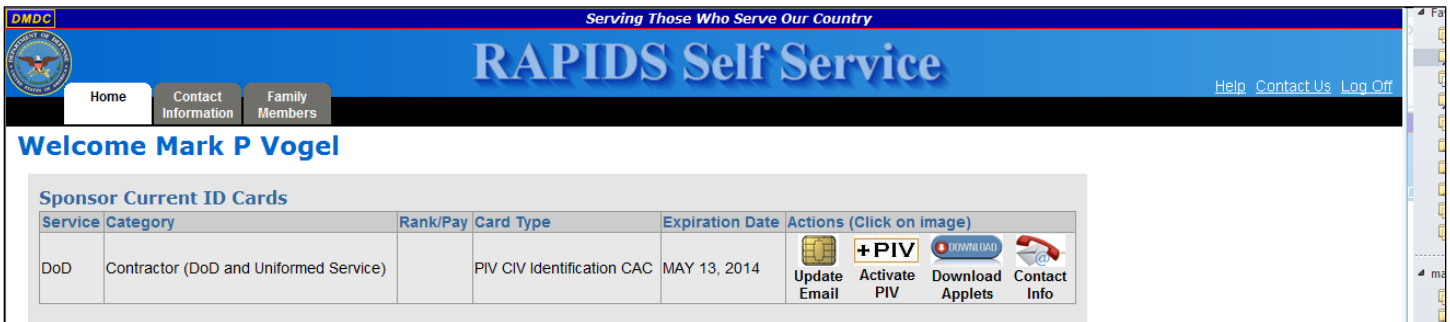 DMDC Serving Those Who Serve Our Country
RAPIDS Self Service
Help Contact Us Log Off
Home Contact Information Family Members
Welcome Mark P Vogel
Sponsor Current ID Cards
Service Category Rank/Pay Card Type Expiration Date Actions (Click on image)
+PIV DOWNLOAD
DoD Contractor (DoD and Uniformed Service) PIV CIV Identification CAC MAY 13, 2014
Update Email Activate PIV Download Applets Contact Info